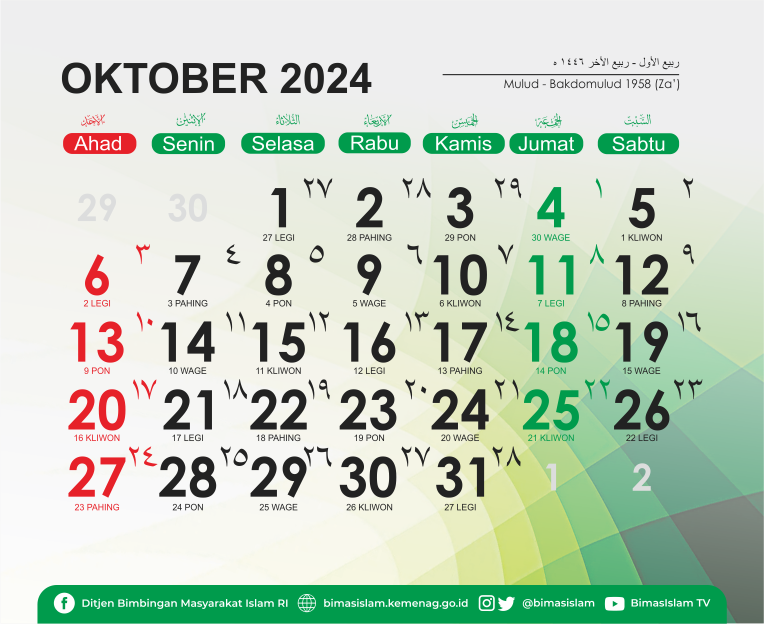 OKTOBER 2024
ربيع الأول - ربيع الأخر ١٤٤٦ ه
Mulud - Bakdomulud 1958 (Za')
الأحد الإثنين الثلاثاء الأربعاء الخميس الجمعة السبت
Ahad Senin Selasa Rabu Kamis Jumat Sabtu
29 30 1 ٢٧ 2 ٢٨ 3 ٢٩ 4 ١ 5 ٢
27 LEGI 28 PAHING 29 PON 30 WAGE 1 KLIWON
6 ٣ 7 ٤ 8 ٥ 9 ٦ 10 ٧ 11 ٨ 12 ٩
2 LEGI 3 PAHING 4 PON 5 WAGE 6 KLIWON 7 LEGI 8 PAHING
13 ١٠ 14 ١١ 15 ١٢ 16 ١٣ 17 ١٤ 18 ١٥ 19 ١٦
9 PON 10 WAGE 11 KLIWON 12 LEGI 13 PAHING 14 PON 15 WAGE
20 ١٧ 21 ١٨ 22 ١٩ 23 ٢٠ 24 ٢١ 25 ٢٢ 26 ٢٣
16 KLIWON 17 LEGI 18 PAHING 19 PON 20 WAGE 21 KLIWON 22 LEGI
27 ٢٤ 28 ٢٥ 29 ٢٦ 30 ٢٧ 31 ٢٨ 1 2
23 PAHING 24 PON 25 WAGE 26 KLIWON 27 LEGI
Ditjen Bimbingan Masyarakat Islam RI bimasislam.kemenag.go.id @bimasislam BimasIslam TV